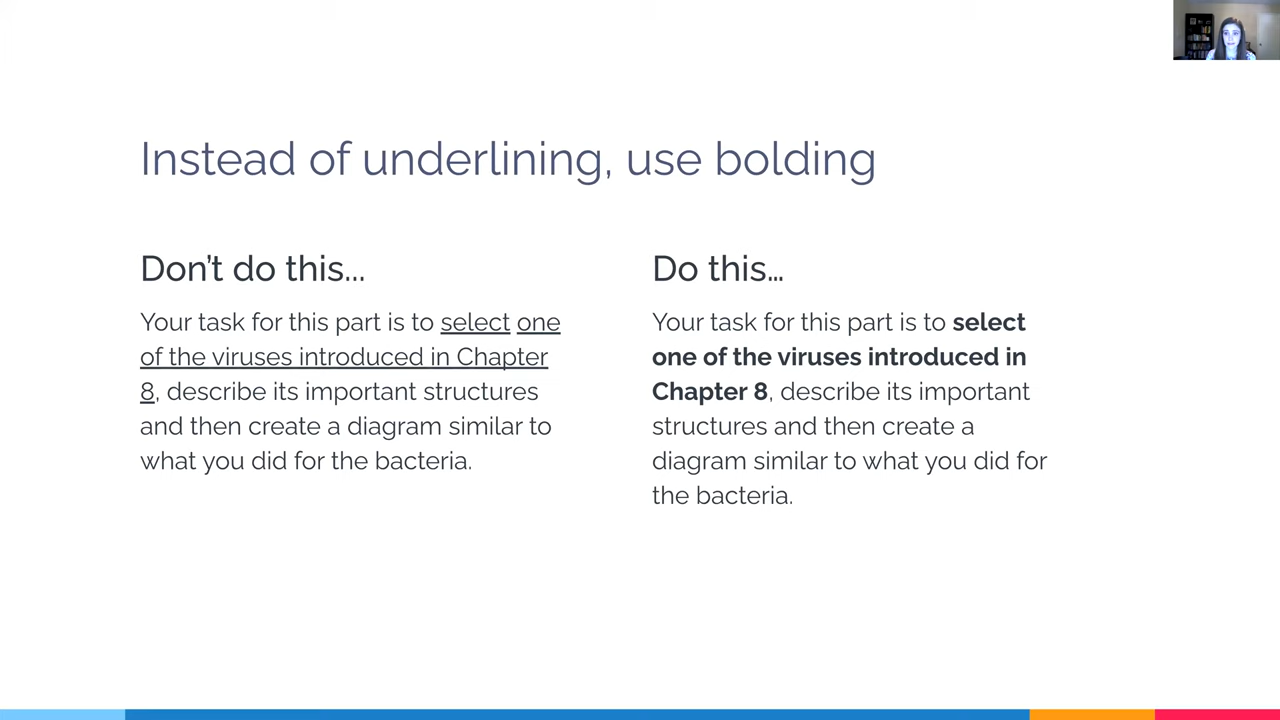 Instead of underlining, use bolding
Don't do this...
Your task for this part is to select one
of the viruses introduced in Chapter
8, describe its important structures
and then create a diagram similar to
what you did for the bacteria.
Do this…
Your task for this part is to select
one of the viruses introduced in
Chapter 8, describe its important
structures and then create a
diagram similar to what you did for
the bacteria.